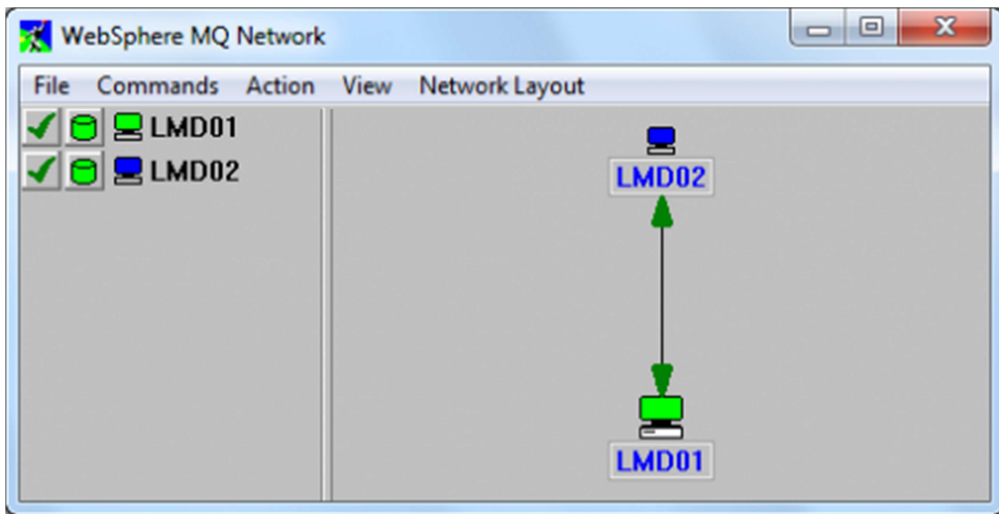 WebSphere MQ Network
File Commands Action View Network Layout
LMD01
LMD02
LMD02
LMD01